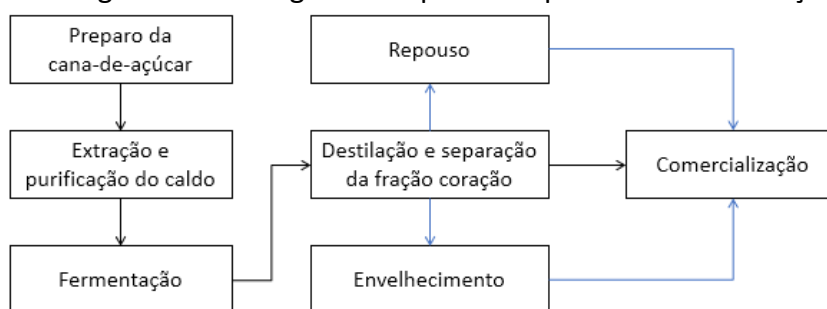 Preparo da
cana-de-açúcar
Extração e
purificação do caldo
Fermentação
Repouso
Destilação e separação
da fração coração
Envelhecimento
Comercialização